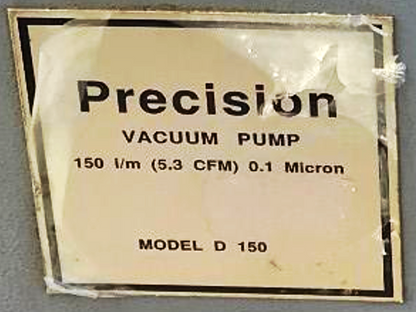 Precision
VACUUM PUMP
150 l/m (5.3 CFM) 0.1 Micron
MODEL D 150